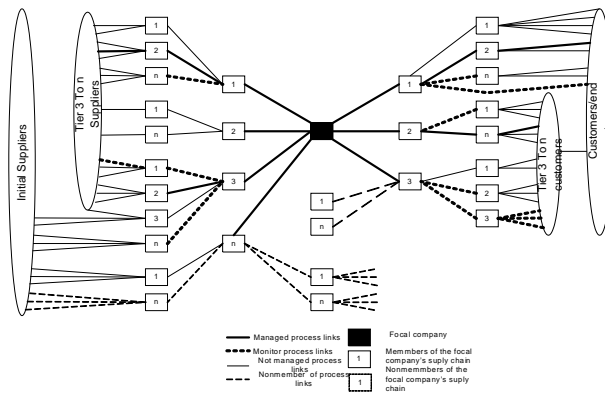 Initial Suppliers
Tier 3 To n
Suppliers
1
2
n
1
n
1
2
3
n
1
n
1
2
3
n
1
n
1
n
1
2
3
1
2
n
1
n
1
2
3
Tier 3 To n
customers
Customers/end
Managed process links
Monitor process links
Not managed process
links
Nonmember of process
links
Focal company
1
Memmbers of the focal
company's suply chain
1
Nonmemmbers of the
focal company's suply
chain